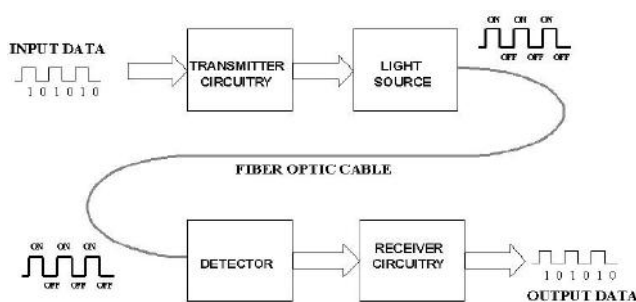 ON ON ON
OFF OFF OFF
INPUT DATA
1 0 1 0 1 0
TRANSMITTER
CIRCUITRY
LIGHT
SOURCE
FIBER OPTIC CABLE
ON ON ON
OFF OFF OFF
DETECTOR
RECEIVER
CIRCUITRY
1 0 1 0 1 0
OUTPUT DATA